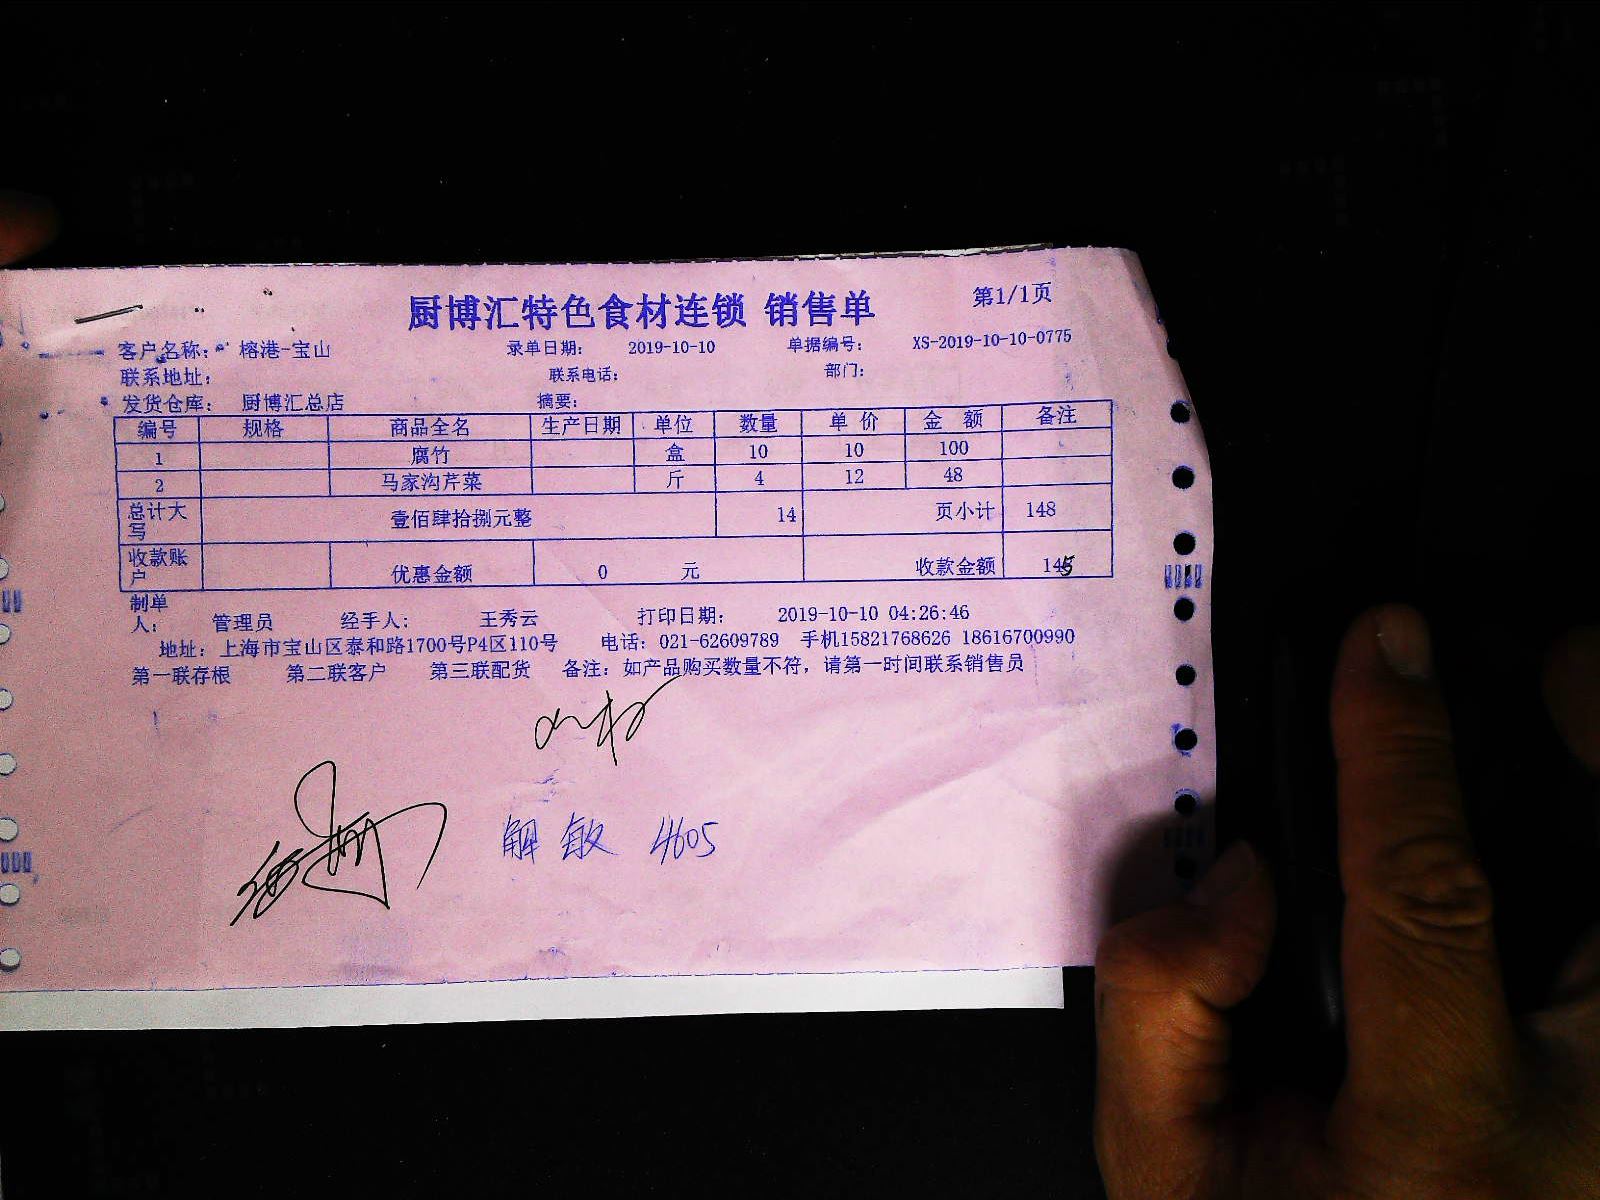 厨博汇特色食材连锁 销售单 第1/1页
客户名称： 榕港-宝山 录单日期： 2019-10-10 单据编号： XS-2019-10-10-0775
联系地址： 联系电话： 部门：
发货仓库： 厨博汇总店 摘要：
编号 规格 商品全名 生产日期 单位 数量 单 价 金 额 备注
1 腐竹 盒 10 10 100
2 马家沟芹菜 斤 4 12 48
总计大写 壹佰肆拾捌元整 14 页小计 148
收款账户 优惠金额 0 元 收款金额 145
制单人： 管理员 经手人： 王秀云 打印日期： 2019-10-10 04:26:46
地址：上海市宝山区泰和路1700号P4区110号 电话：021-62609789 手机15821768626 18616700990
第一联存根 第二联客户 第三联配货 备注：如产品购买数量不符，请第一时间联系销售员
解敏 4605